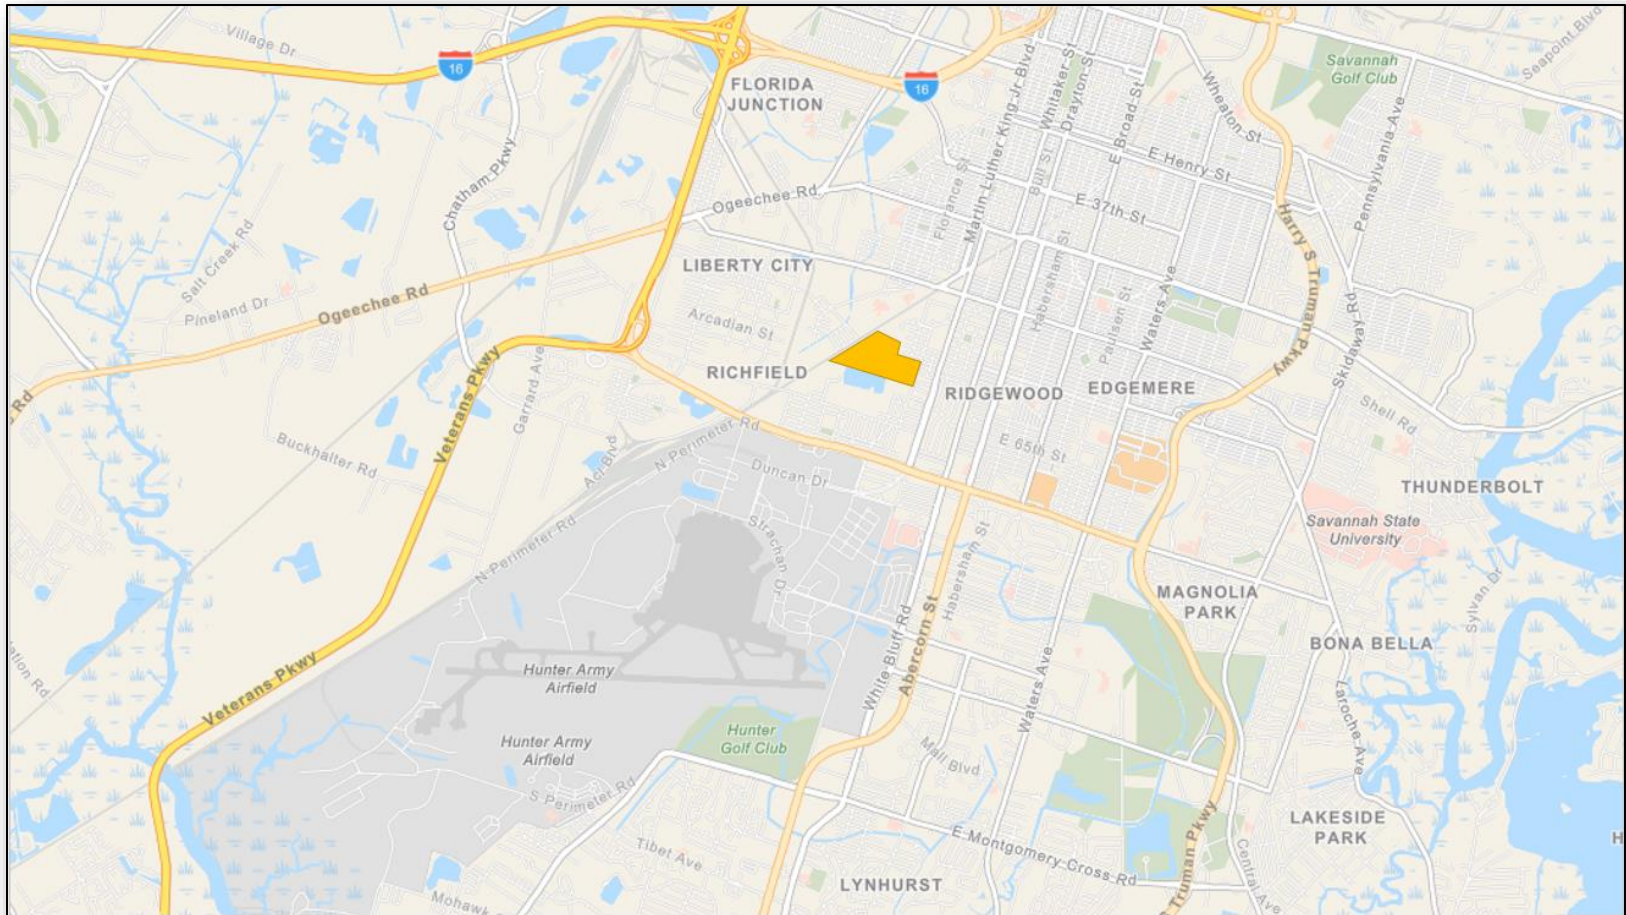 Village Dr
16
FLORIDA
JUNCTION
16
Martin Luther King Jr Blvd
Whitaker St
Drayton St
E Broad St
Wheaton St
Savannah
Golf Club
Seapoint Blvd
Pennsylvania Ave
Chatham Pkwy
Ogeechee Rd
Florance St
Bull St
E Henry St
E 37th St
Harry S Truman Pkwy
Salt Creek Rd
Pineland Dr
Ogeechee Rd
LIBERTY CITY
Arcadian St
Habersham St
Paulsen St
Waters Ave
Skidaway Rd
Rd
Veterans Pkwy
Garrard Ave
RICHFIELD
RIDGEWOOD
EDGEMERE
Shell Rd
Buckhalter Rd
Acl Blvd
N Perimeter Rd
Duncan Dr
E 65th St
THUNDERBOLT
N Perimeter Rd
Strachan Dr
Habersham St
Savannah State
University
Sylvan Dr
MAGNOLIA
PARK
BONA BELLA
ation Rd
Veterans Pkwy
Hunter Army
Airfield
White Bluff Rd
Abercorn St
Waters Ave
Laroche Ave
Hunter Army
Airfield
Hunter
Golf Club
Mall Blvd
S Perimeter Rd
LAKESIDE
PARK
H
Tibet Ave
E Montgomery Cross Rd
S Truman Pkwy
Central Ave
Mohawk S
LYNHURST